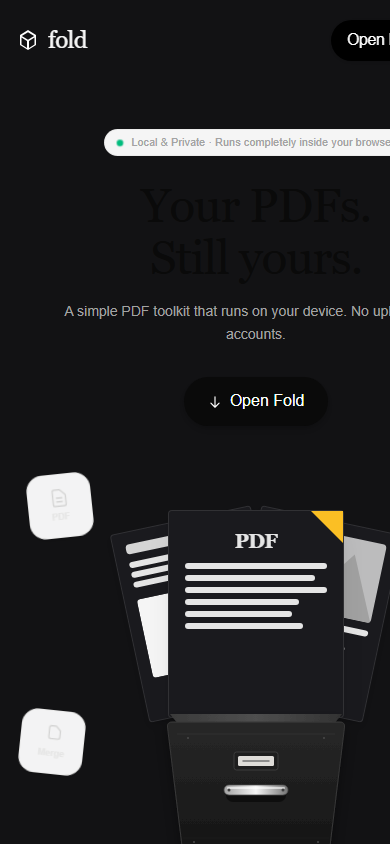 fold
Open
Local & Private · Runs completely inside your browse
Your PDFs.
Still yours.
A simple PDF toolkit that runs on your device. No upl
accounts.
Open Fold
PDF
PDF
Merge